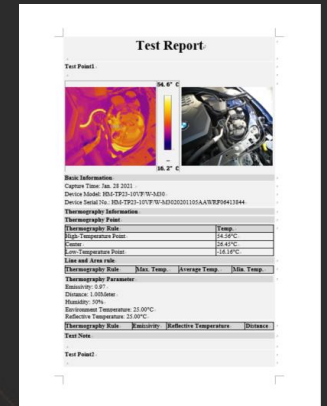 Test Report
Test Point1
54.6° C
16.2° C
Basic Information
Capture Time: Jan. 28 2021
Device Model: HM-TP23-10VF/W-M30
Device Serial No.: HM-TP23-10VF/W-M3020201103AAWRF06413844
Thermography Information
Thermography Point
Thermography Rule Temp.
High-Temperature Point 54.56°C
Center 26.45°C
Low-Temperature Point -16.16°C
Line and Area rule
Thermography Rule Max. Temp. Average Temp. Min. Temp.
Thermography Parameter
Emissivity: 0.97
Distance: 1.00Meter
Humidity: 50%
Environment Temperature: 25.00°C
Reflective Temperature: 25.00°C
Thermography Rule Emissivity Reflective Temperature Distance
Test Note
Test Point2